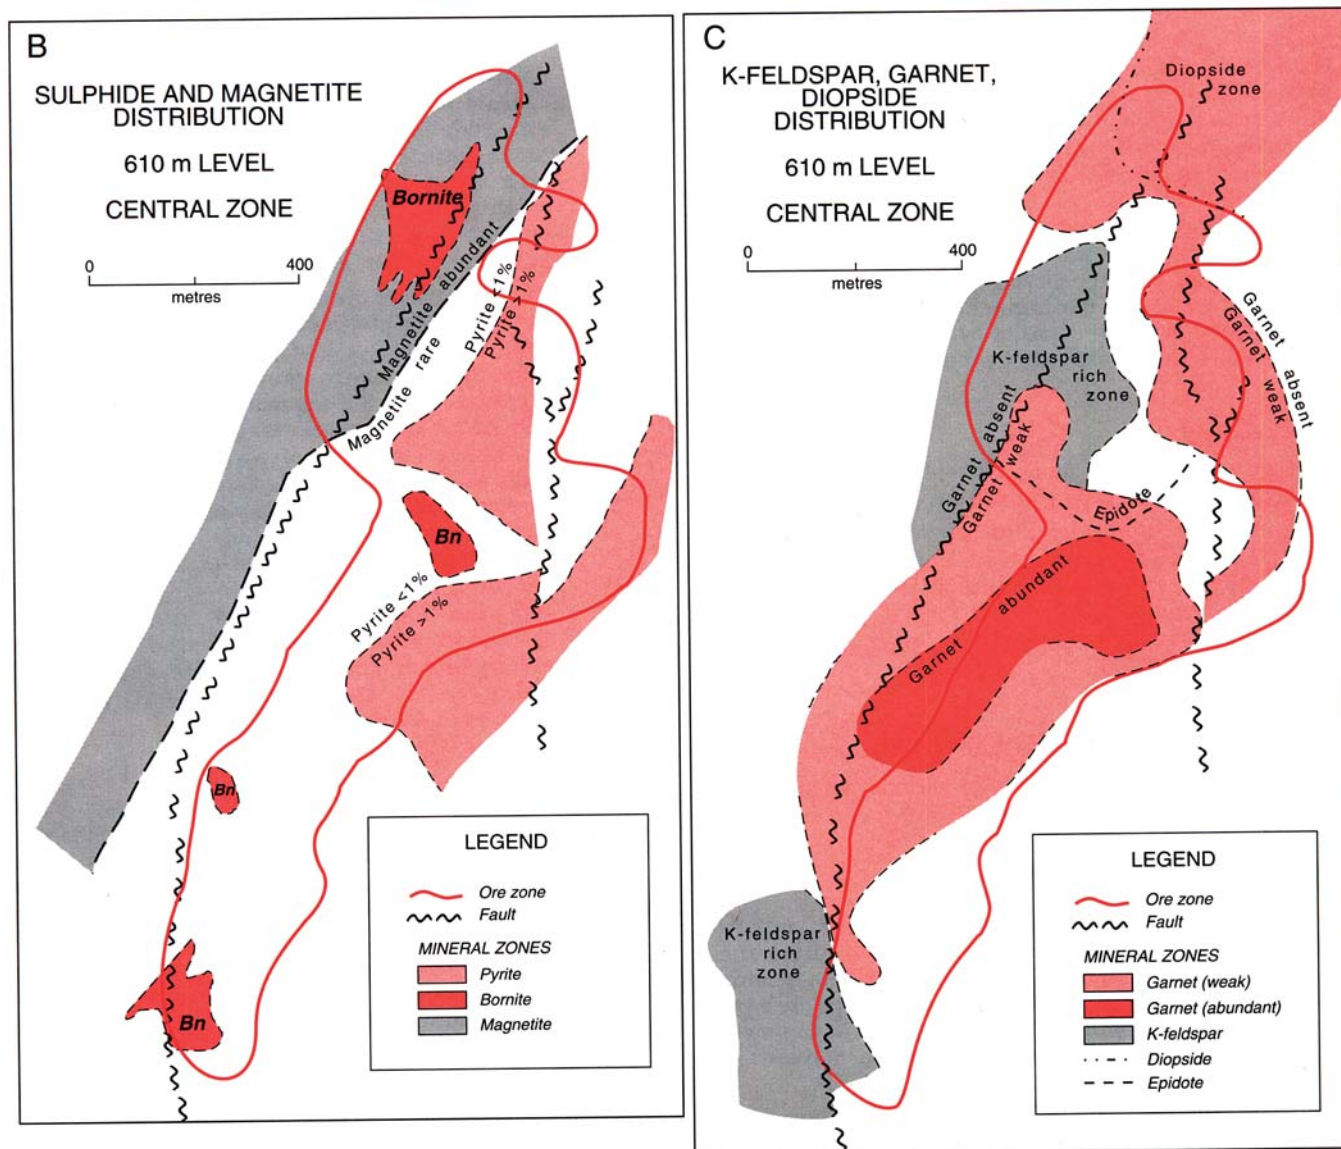 B
SULPHIDE AND MAGNETITE
DISTRIBUTION
610 m LEVEL
CENTRAL ZONE
0 400
metres
Bornite
Magnetite abundant
Magnetite rare
Pyrite <1%
Pyrite >1%
Bn
Pyrite <1%
Pyrite >1%
Bn
Bn
LEGEND
Ore zone
Fault
MINERAL ZONES
Pyrite
Bornite
Magnetite
C
K-FELDSPAR, GARNET,
DIOPSIDE
DISTRIBUTION
610 m LEVEL
CENTRAL ZONE
0 400
metres
Diopside
zone
K-feldspar
rich
zone
Garnet absent
Garnet weak
Garnet absent
Garnet weak
Epidote
Garnet abundant
K-feldspar
rich
zone
LEGEND
Ore zone
Fault
MINERAL ZONES
Garnet (weak)
Garnet (abundant)
K-feldspar
Diopside
Epidote